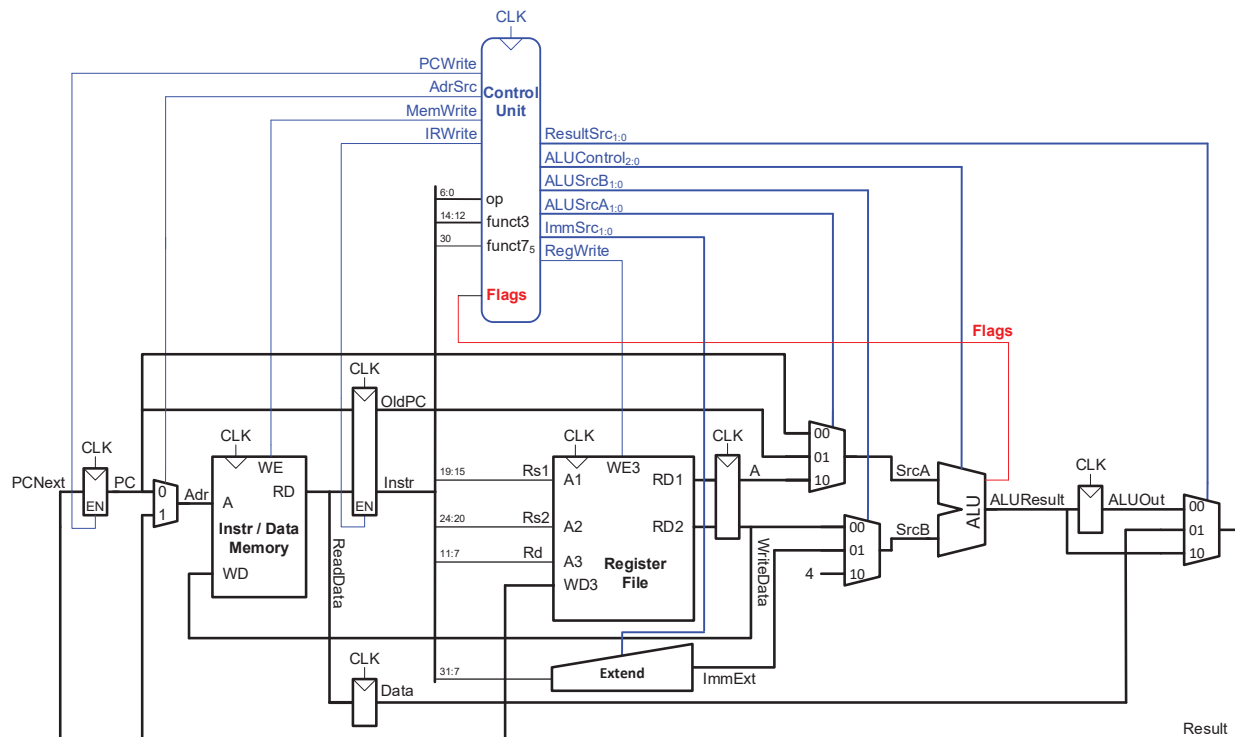 CLK
PCWrite
AdrSrc
MemWrite
IRWrite
Control
Unit
ResultSrc1:0
ALUControl2:0
ALUSrcB1:0
ALUSrcA1:0
ImmSrc1:0
RegWrite
6:0
op
14:12
funct3
30
funct75
Flags
Flags
CLK
OldPC
CLK
CLK
CLK
CLK
CLK
PCNext
PC
EN
0
1
Adr
WE
A
RD
Instr / Data
Memory
WD
ReadData
EN
Instr
19:15
Rs1
24:20
Rs2
11:7
Rd
A1
A2
A3
WD3
WE3
RD1
RD2
Register
File
A
WriteData
00
01
10
SrcA
00
01
10
4
SrcB
ALU
ALUResult
ALUOut
00
01
10
31:7
Extend
ImmExt
CLK
Data
Result